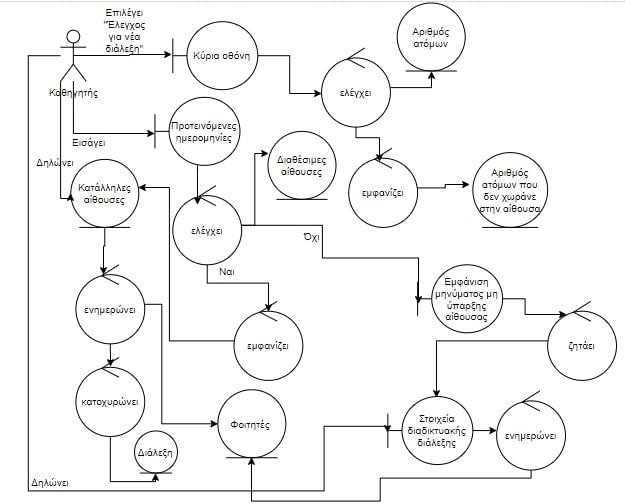 Επιλέγει
"Έλεγχος
για νέα
διάλεξη"
Καθηγητής
Κύρια οθόνη
ελέγχει
Αριθμός
ατόμων
Εισάγει
Προτεινόμενες
ημερομηνίες
Διαθέσιμες
αίθουσες
εμφανίζει
Αριθμός
ατόμων που
δεν χωράνε
στην αίθουσα
Δηλώνει
Κατάλληλες
αίθουσες
ελέγχει
Όχι
Ναι
Εμφάνιση
μηνύματος μη
ύπαρξης
αίθουσας
ενημερώνει
εμφανίζει
ζητάει
κατοχυρώνει
Φοιτητές
Στοιχεία
διαδικτυακής
διάλεξης
ενημερώνει
Διάλεξη
Δηλώνει